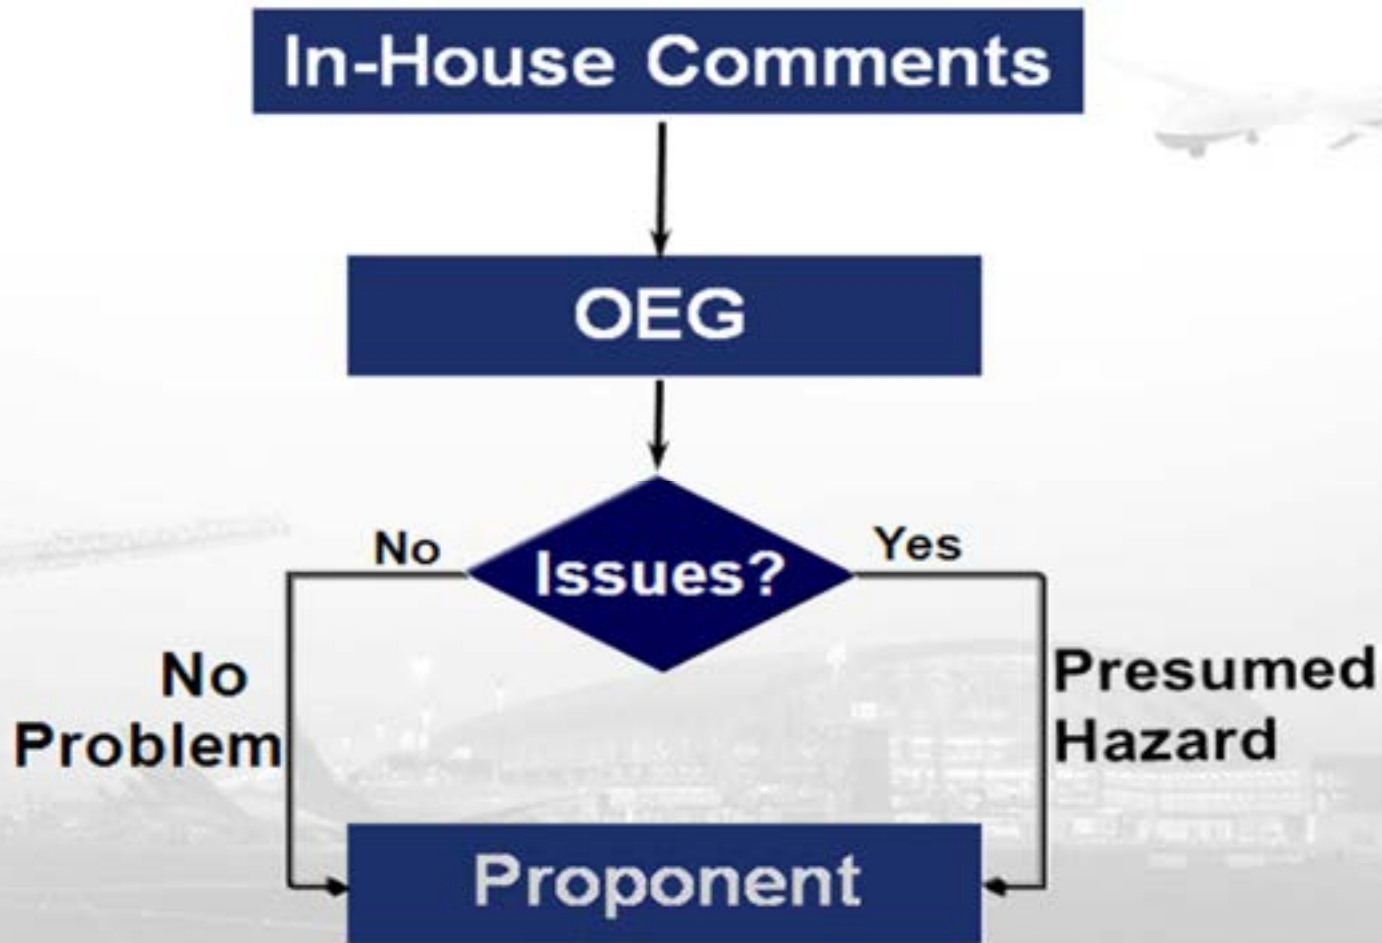 In-House Comments
OEG
No
Issues?
Yes
No
Problem
Presumed
Hazard
Proponent